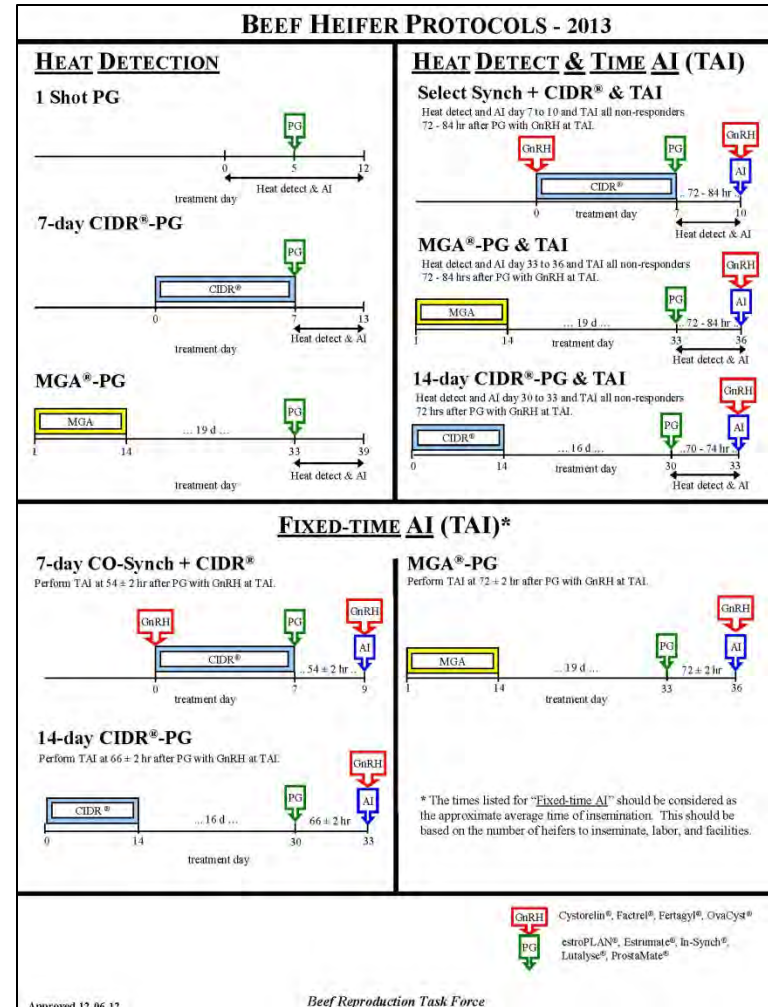 BEEF HEIFER PROTOCOLS - 2013
HEAT DETECTION
1 Shot PG
PG
0 5 12
Heat detect & AI
treatment day
7-day CIDR®-PG
PG
CIDR®
0 7 13
Heat detect & AI
treatment day
MGA®-PG
PG
MGA
... 19 d ...
1 14 33 39
Heat detect & AI
treatment day
HEAT DETECT & TIME AI (TAI)
Select Synch + CIDR® & TAI
Heat detect and AI day 7 to 10 and TAI all non-responders
72 - 84 hr after PG with GnRH at TAI.
GnRH PG GnRH
AI
CIDR®
.. 72 - 84 hr ..
0 treatment day 7 10
Heat detect & AI
MGA®-PG & TAI
Heat detect and AI day 33 to 36 and TAI all non-responders
72 - 84 hrs after PG with GnRH at TAI.
GnRH
PG AI
MGA
... 19 d ... ..72 - 84 hr ..
1 14 treatment day 33 36
Heat detect & AI
14-day CIDR®-PG & TAI
Heat detect and AI day 30 to 33 and TAI all non-responders
72 hrs after PG with GnRH at TAI.
GnRH
PG AI
CIDR®
... 16 d ... ..70 - 74 hr ..
0 14 treatment day 30 33
Heat detect & AI
FIXED-TIME AI (TAI)*
7-day CO-Synch + CIDR®
Perform TAI at 54 ± 2 hr after PG with GnRH at TAI.
GnRH PG GnRH
AI
CIDR®
.. 54 ± 2 hr ..
0 7 9
treatment day
14-day CIDR®-PG
Perform TAI at 66 ± 2 hr after PG with GnRH at TAI.
GnRH
PG AI
CIDR ®
... 16 d ... 66 ± 2 hr
0 14 30 33
treatment day
MGA®-PG
Perform TAI at 72 ± 2 hr after PG with GnRH at TAI.
GnRH
PG AI
MGA
... 19 d ... 72 ± 2 hr
1 14 33 36
treatment day
* The times listed for “Fixed-time AI” should be considered as
the approximate average time of insemination. This should be
based on the number of heifers to inseminate, labor, and facilities.
GnRH Cystorelin®, Factrel®, Fertagyl®, OvaCyst®
PG estroPLAN®, Estrumate®, In-Synch®,
Lutalyse®, ProstaMate®
Approved 12-06-12
Beef Reproduction Task Force